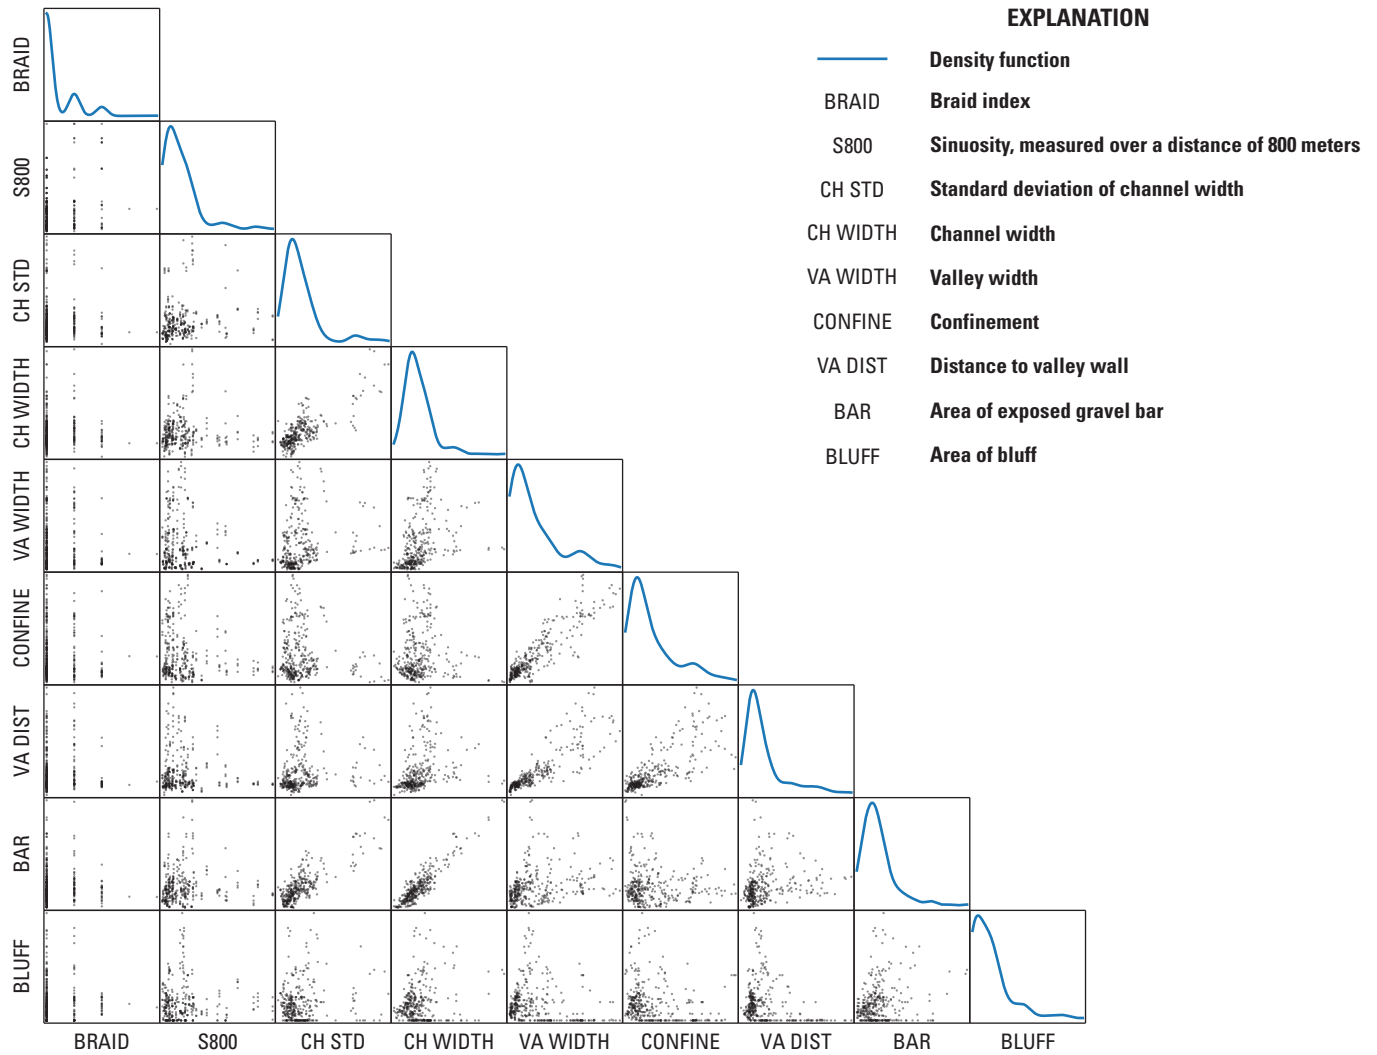 EXPLANATION
Density function
BRAID Braid index
S800 Sinuosity, measured over a distance of 800 meters
CH STD Standard deviation of channel width
CH WIDTH Channel width
VA WIDTH Valley width
CONFINE Confinement
VA DIST Distance to valley wall
BAR Area of exposed gravel bar
BLUFF Area of bluff
BRAID
S800
CH STD
CH WIDTH
VA WIDTH
CONFINE
VA DIST
BAR
BLUFF
BRAID S800 CH STD CH WIDTH VA WIDTH CONFINE VA DIST BAR BLUFF